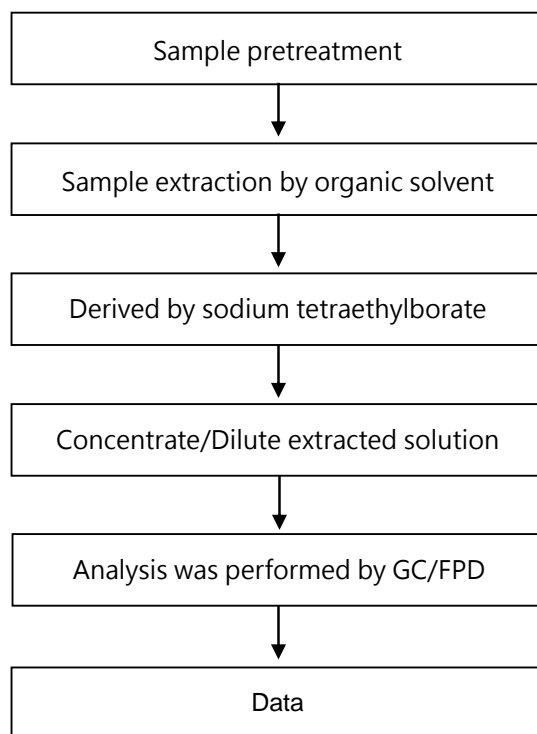 Sample pretreatment
Sample extraction by organic solvent
Derived by sodium tetraethylborate
Concentrate/Dilute extracted solution
Analysis was performed by GC/FPD
Data